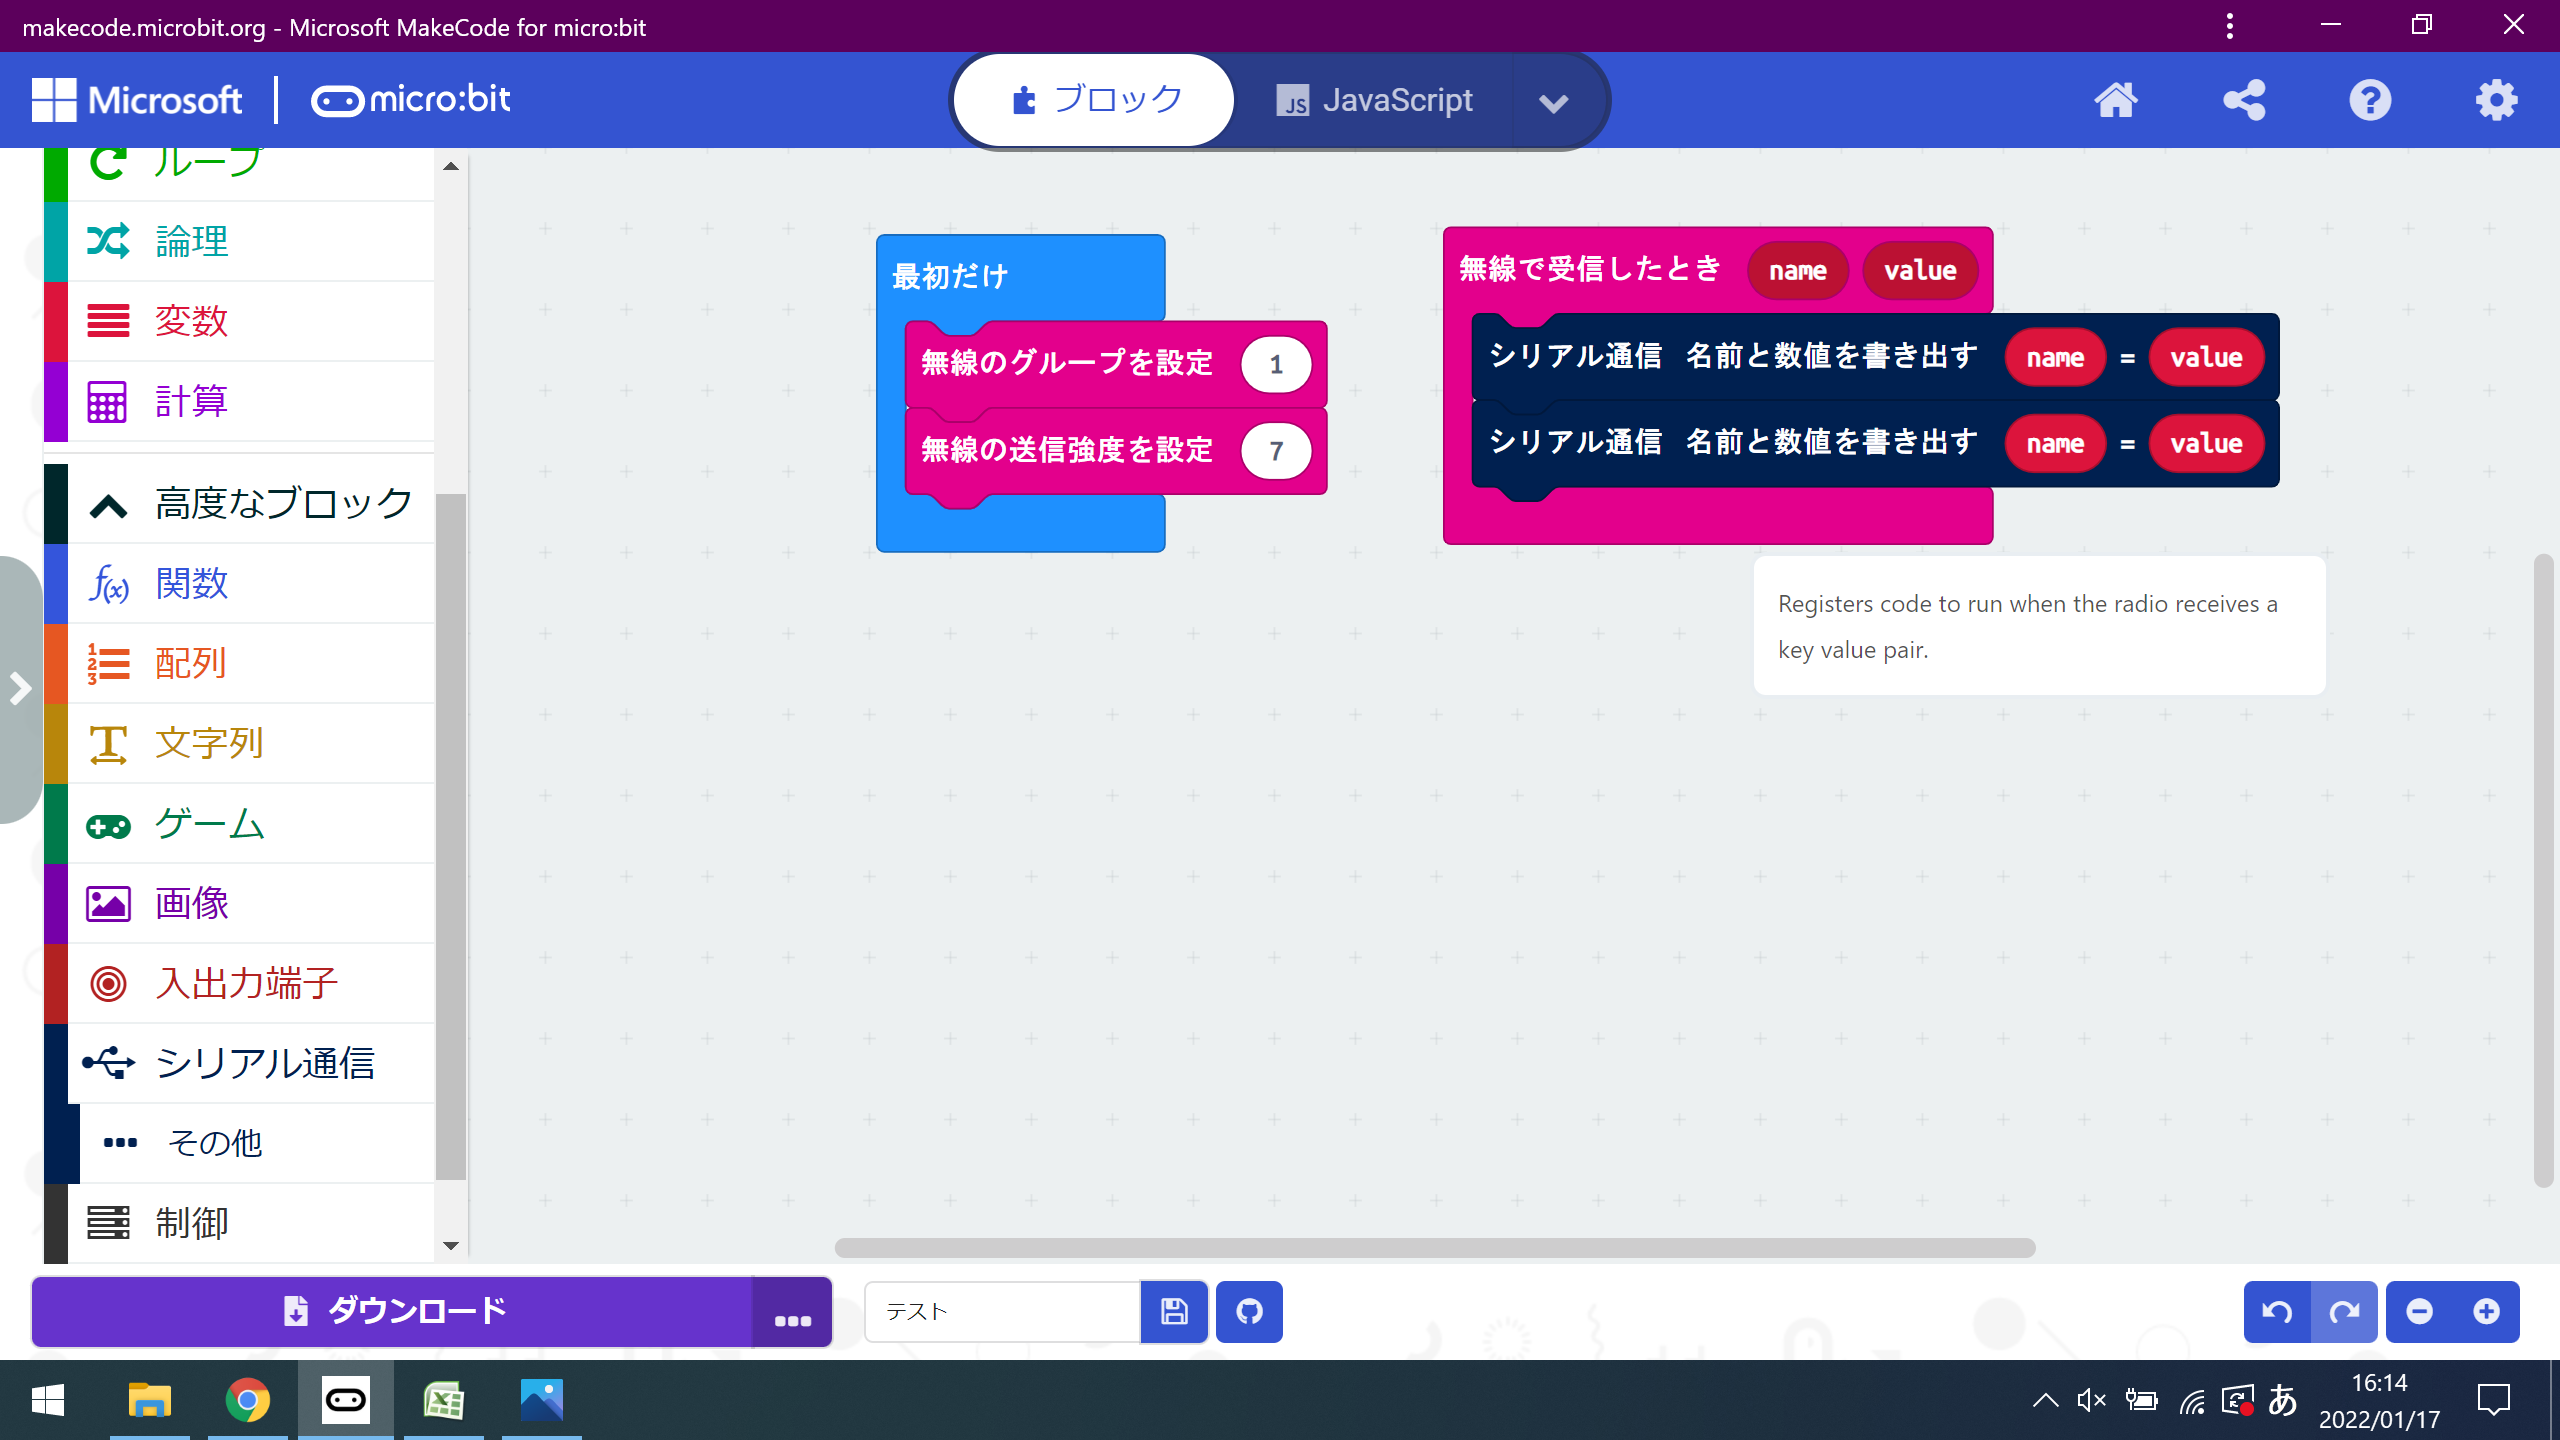 makecode.microbit.org - Microsoft MakeCode for micro:bit
Microsoft micro:bit
ブロック
JS JavaScript
ループ
論理
変数
計算
高度なブロック
関数
配列
文字列
ゲーム
画像
入出力端子
シリアル通信
その他
制御
最初だけ
無線のグループを設定 1
無線の送信強度を設定 7
無線で受信したとき name value
シリアル通信 名前と数値を書き出す name = value
シリアル通信 名前と数値を書き出す name = value
Registers code to run when the radio receives a
key value pair.
ダウンロード
テスト
あ
16:14
2022/01/17